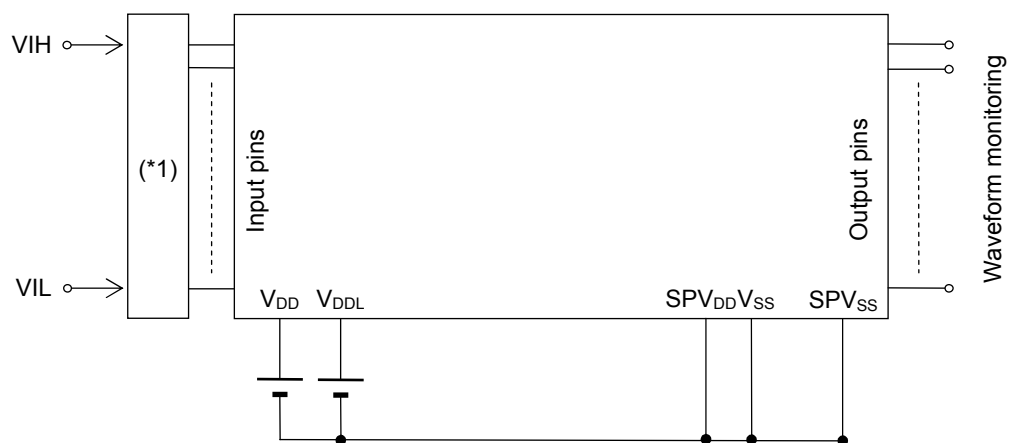 VIH
VIL
(*1)
Input pins
Output pins
Waveform monitoring
VDD
VDDL
SPVDD
VSS
SPVSS